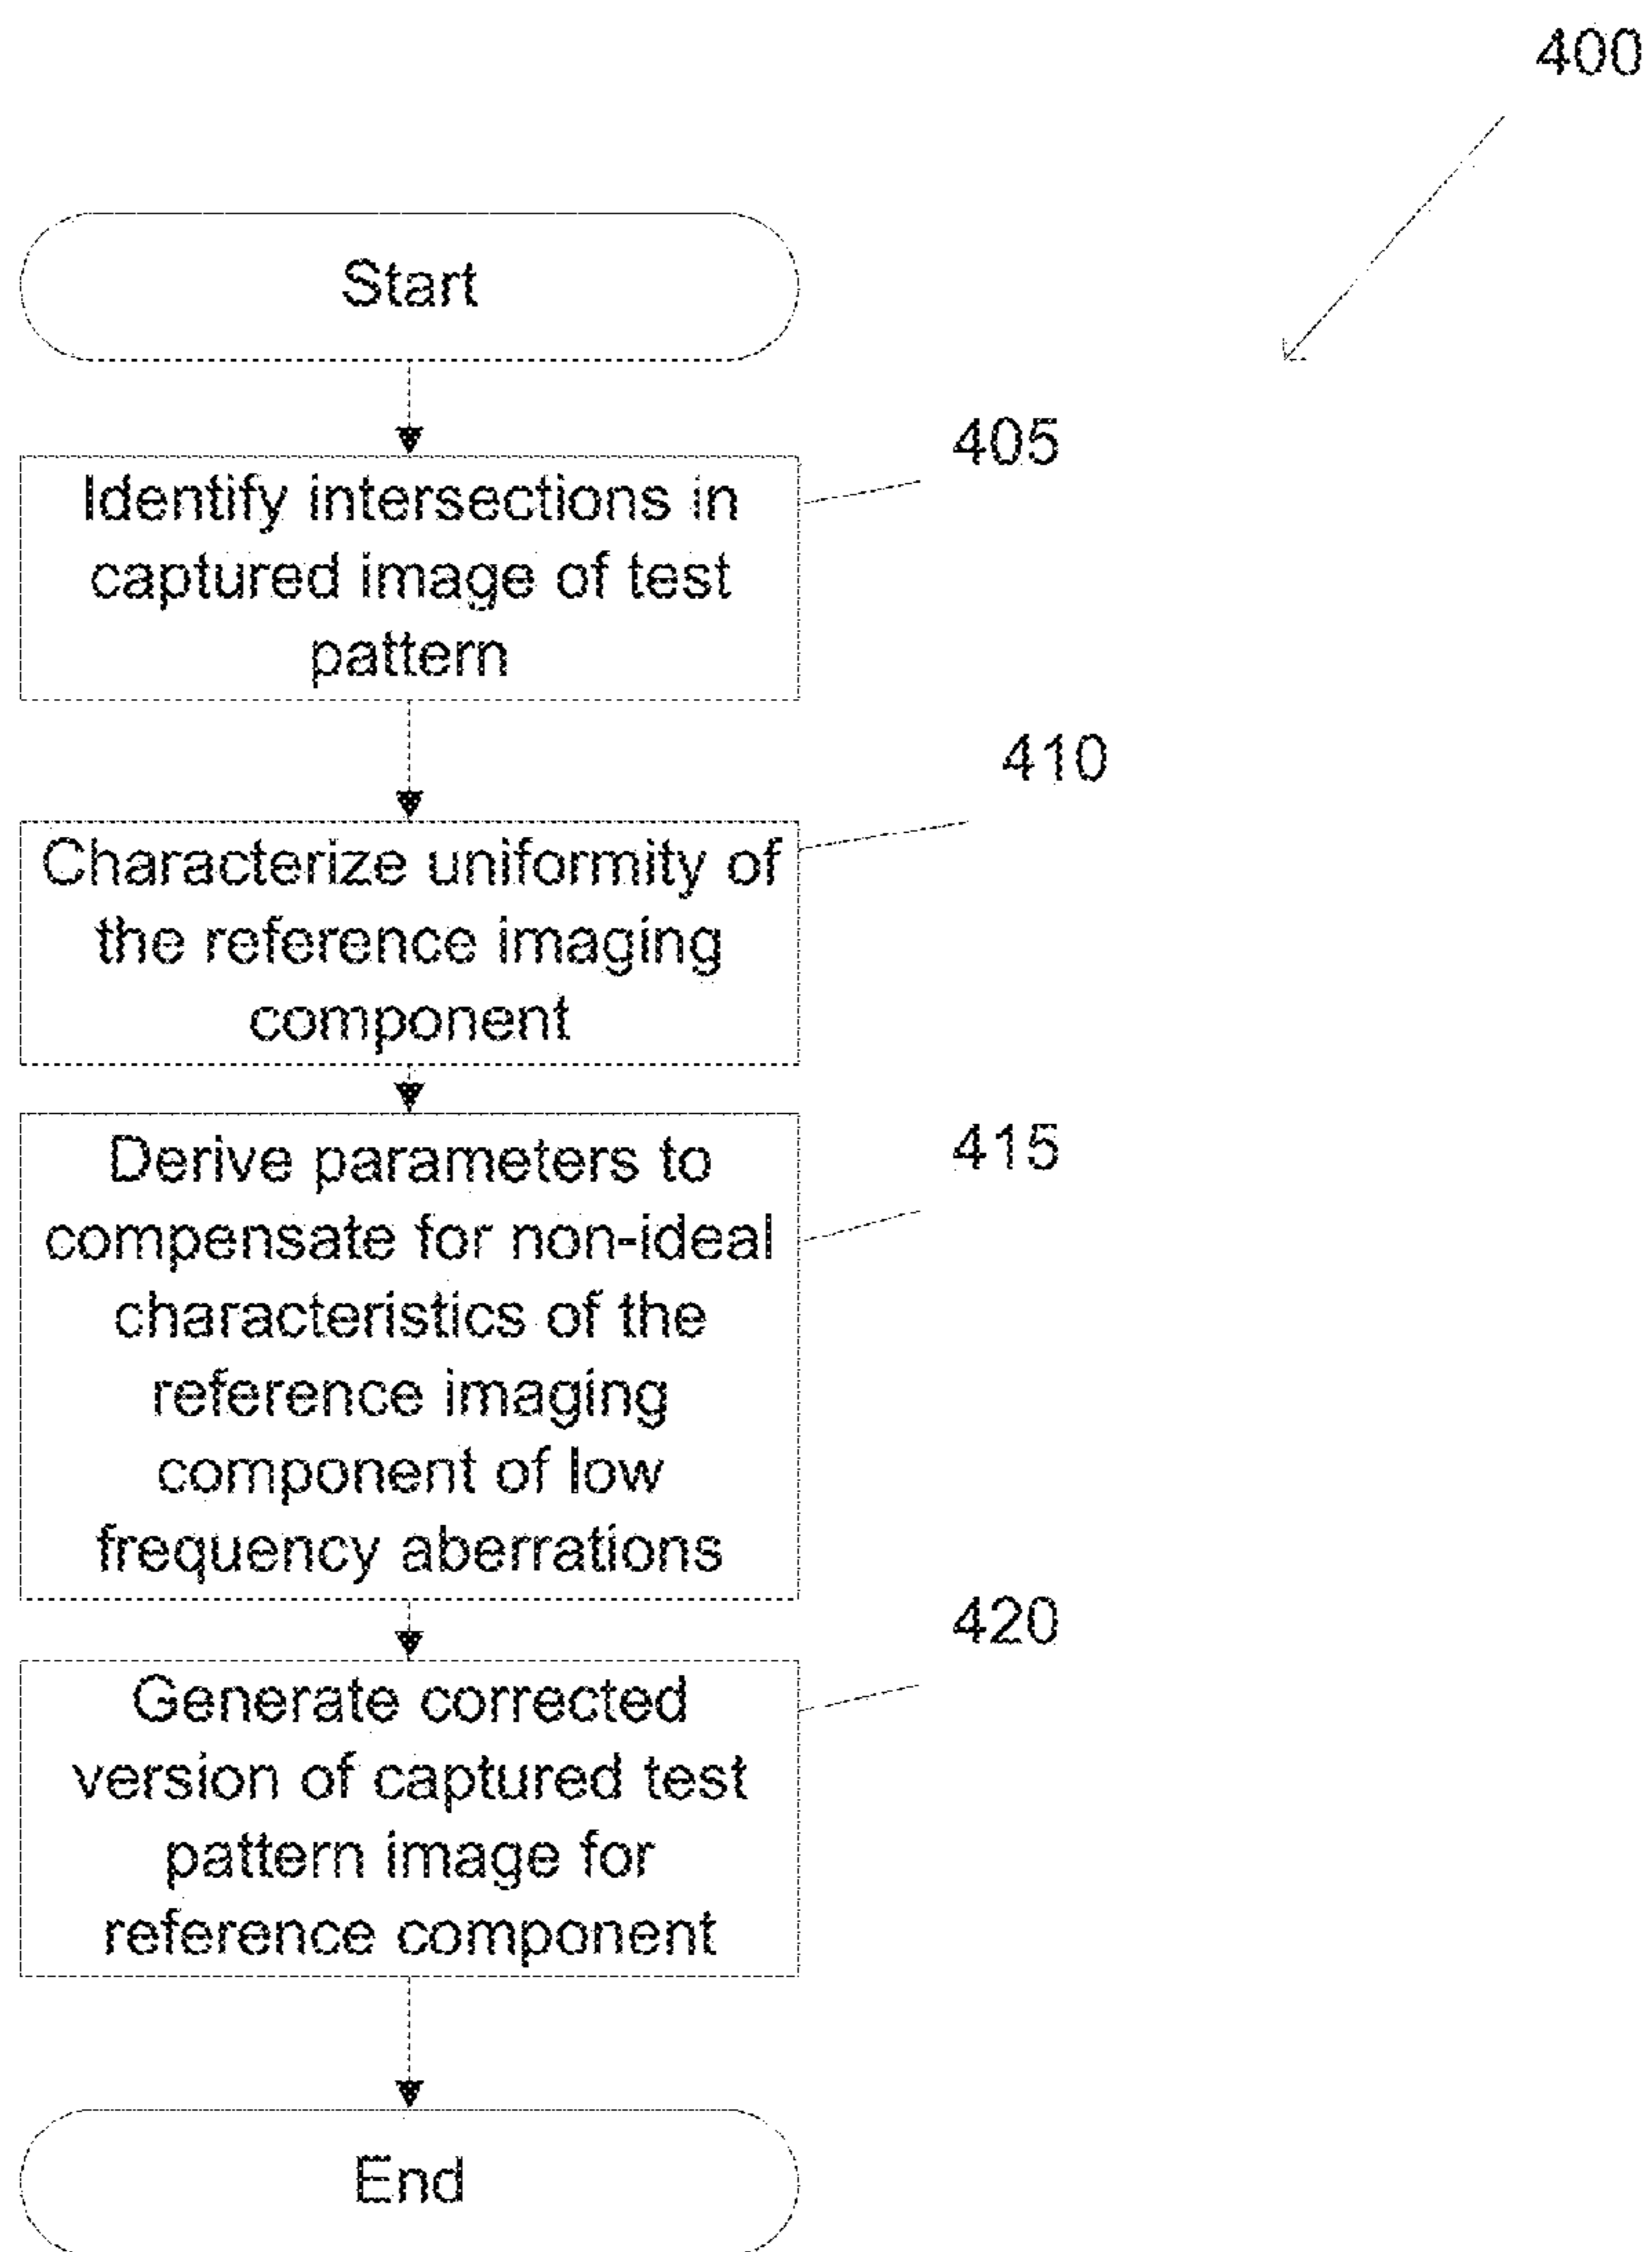 400
Start
405
Identify intersections in
captured image of test
pattern
410
Characterize uniformity of
the reference imaging
component
415
Derive parameters to
compensate for non-ideal
characteristics of the
reference imaging
component of low
frequency aberrations
420
Generate corrected
version of captured test
pattern image for
reference component
End